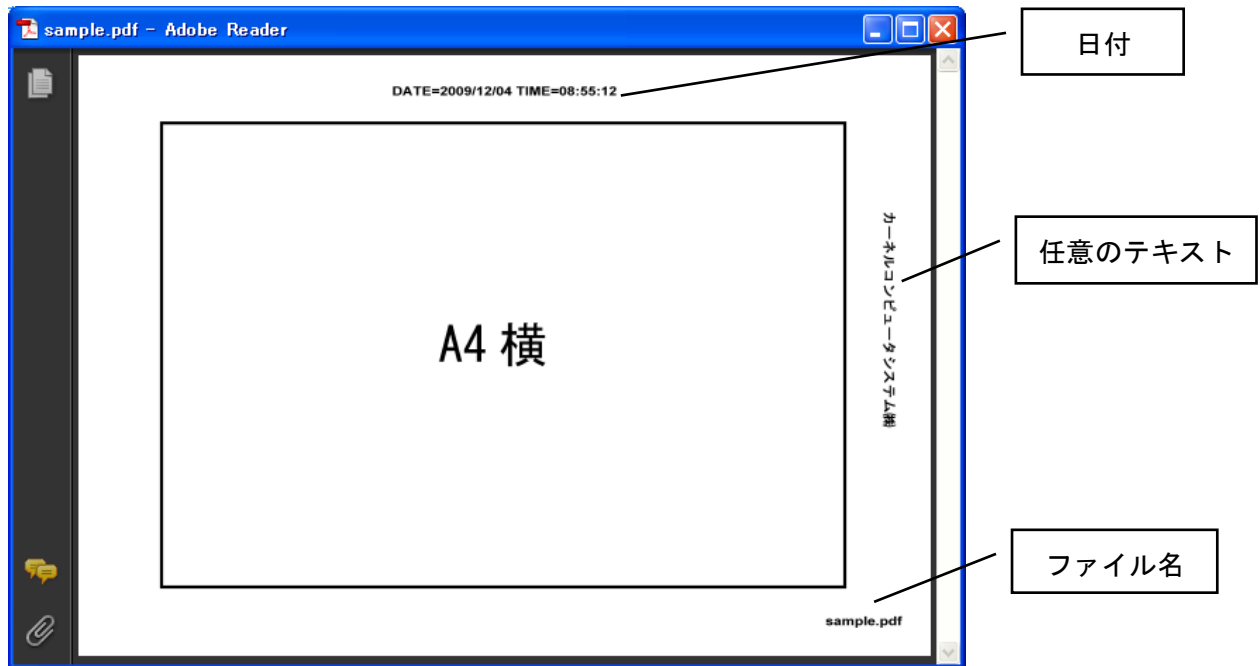 sample.pdf - Adobe Reader
日付
DATE=2009/12/04 TIME=08:55:12
カーネルコンピュータシステム㈱
任意のテキスト
A4 横
ファイル名
sample.pdf